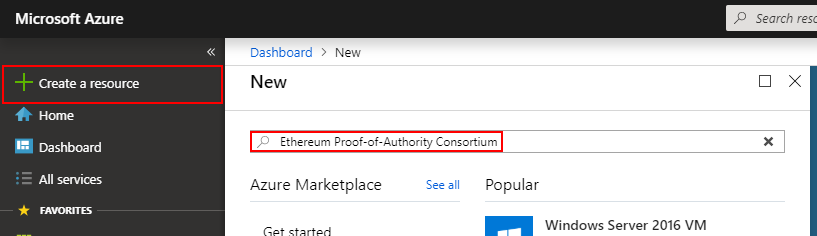 Microsoft Azure
Search reso
«
Dashboard > New
Create a resource
New
Home
Dashboard
Ethereum Proof-of-Authority Consortium
All services
Azure Marketplace
See all
Popular
FAVORITES
Get started
Windows Server 2016 VM